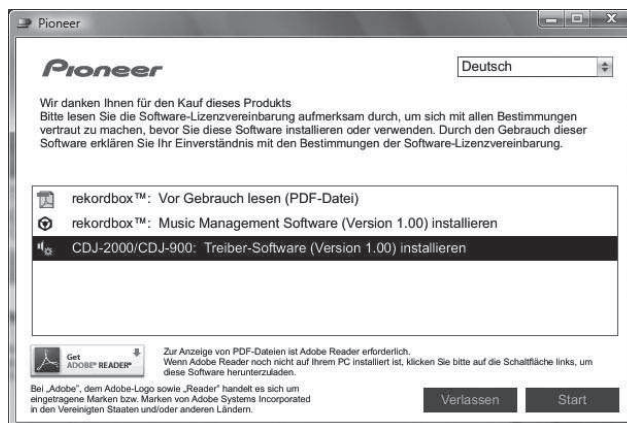 Pioneer
Pioneer
Deutsch
Wir danken Ihnen für den Kauf dieses Produkts
Bitte lesen Sie die Software-Lizenzvereinbarung aufmerksam durch, um sich mit allen Bestimmungen
vertraut zu machen, bevor Sie diese Software installieren oder verwenden. Durch den Gebrauch dieser
Software erklären Sie Ihr Einverständnis mit den Bestimmungen der Software-Lizenzvereinbarung.
rekordbox™: Vor Gebrauch lesen (PDF-Datei)
rekordbox™: Music Management Software (Version 1.00) installieren
CDJ-2000/CDJ-900: Treiber-Software (Version 1.00) installieren
Get
ADOBE® READER®
Zur Anzeige von PDF-Dateien ist Adobe Reader erforderlich.
Wenn Adobe Reader noch nicht auf Ihrem PC installiert ist, klicken Sie bitte auf die Schaltfläche links, um
diese Software herunterzuladen.
Bei „Adobe", dem Adobe-Logo sowie „Reader" handelt es sich um
eingetragene Marken bzw. Marken von Adobe Systems Incorporated
in den Vereinigten Staaten und/oder anderen Ländern.
Verlassen
Start